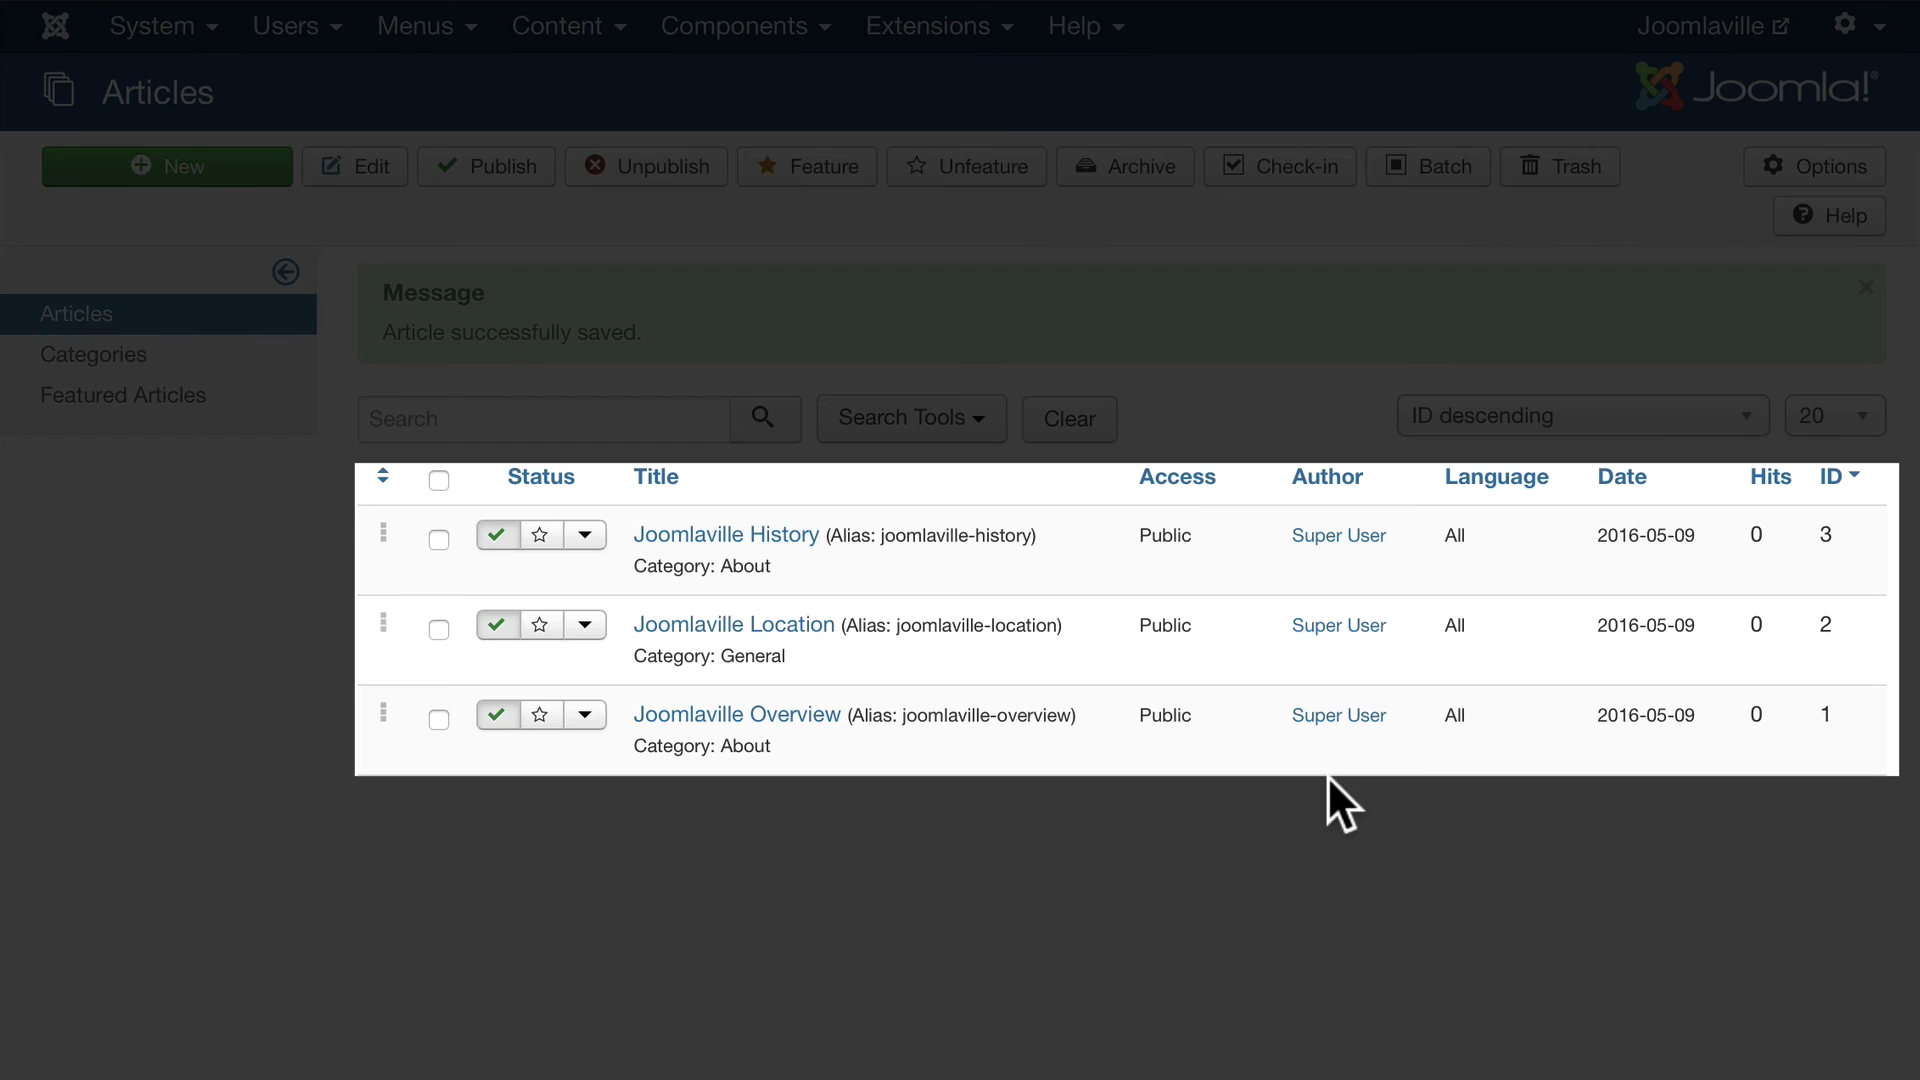 System Users Menus Content Components Extensions Help Joomlaville
Articles Joomla!®
New Edit Publish Unpublish Feature Unfeature Archive Check-in Batch Trash Options
Help
Message
Article successfully saved.
Articles
Categories
Featured Articles
Search Search Tools Clear ID descending 20
Status Title Access Author Language Date Hits ID
Joomlaville History (Alias: joomlaville-history) Public Super User All 2016-05-09 0 3
Category: About
Joomlaville Location (Alias: joomlaville-location) Public Super User All 2016-05-09 0 2
Category: General
Joomlaville Overview (Alias: joomlaville-overview) Public Super User All 2016-05-09 0 1
Category: About